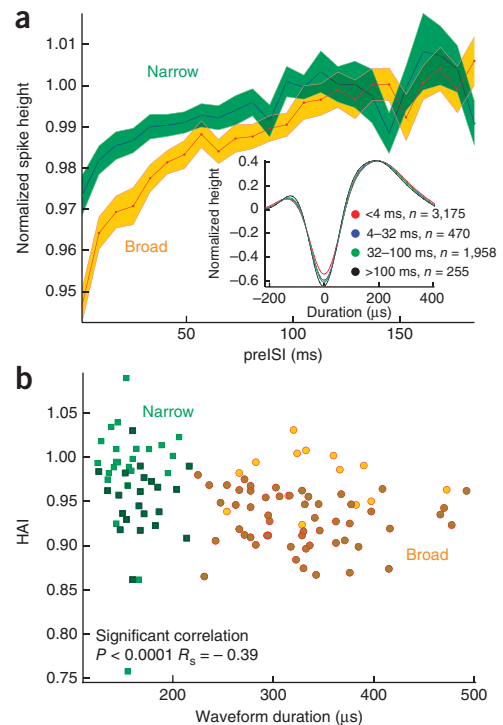 a
1.01
1.00
0.99
0.98
0.97
0.96
0.95
Normalized spike height
Narrow
Broad
0.4
0.2
0
−0.2
−0.4
−0.6
Normalized height
<4 ms, n = 3,175
4–32 ms, n = 470
32–100 ms, n = 1,958
>100 ms, n = 255
−200 0 200 400
Duration (µs)
50 100 150
preISI (ms)
b
1.05
1.00
0.95
0.90
0.85
0.75
HAI
Narrow
Broad
Significant correlation
P < 0.0001 Rs = – 0.39
200 300 400 500
Waveform duration (µs)